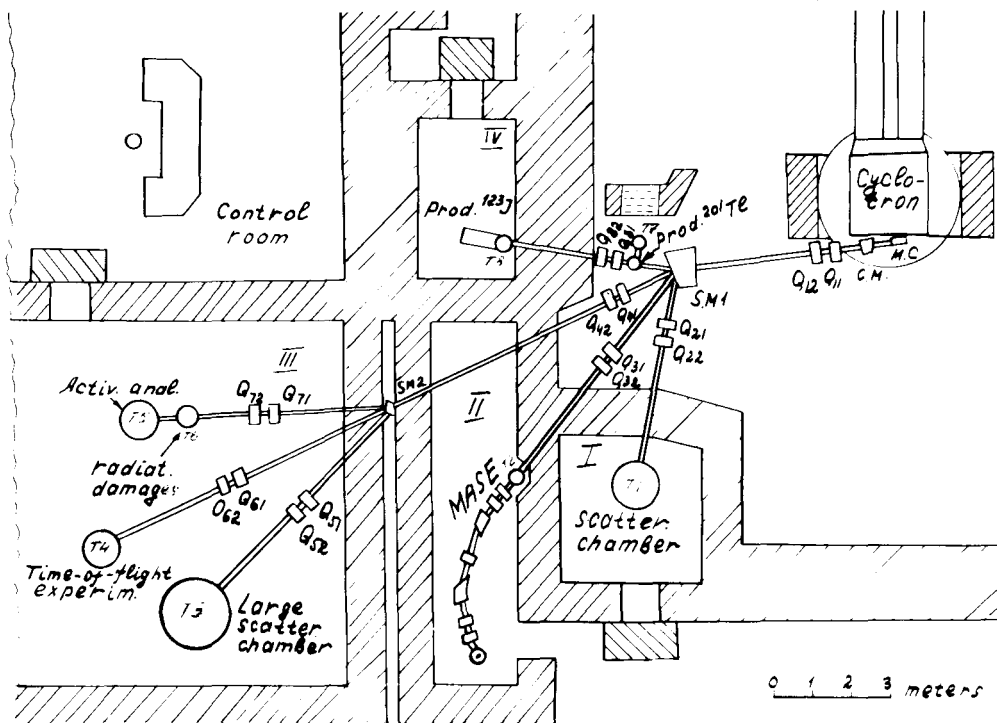 Control
room
IV
Prod. 123J
T8
Q82
Q81
T7
Prod. 201Tl
Cyclo-
tron
M.C
C.M.
Q11
Q12
SM1
Q41
Q42
Q21
Q22
Q31
Q32
SM2
III
Activ. anal.
T5
T6
radiat.
damages
Q72
Q71
Q62
Q61
Q51
Q52
T4
Time-of-flight
experim.
T3
Large
scatter
chamber
II
MASE
T2
I
T1
scatter.
chamber
0 1 2 3 meters